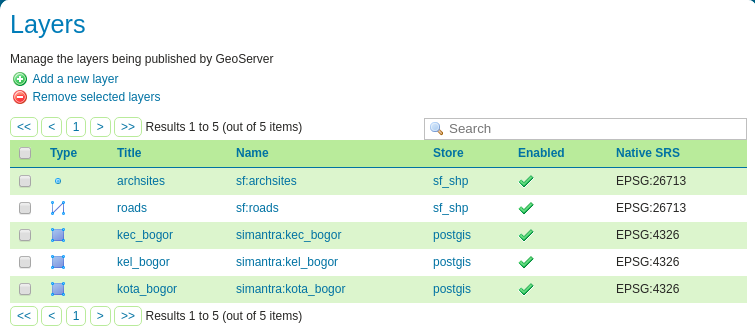 Layers
Manage the layers being published by GeoServer
Add a new layer
Remove selected layers
<< < 1 > >> Results 1 to 5 (out of 5 items) Search
Type Title Name Store Enabled Native SRS
archsites sf:archsites sf_shp EPSG:26713
roads sf:roads sf_shp EPSG:26713
kec_bogor simantra:kec_bogor postgis EPSG:4326
kel_bogor simantra:kel_bogor postgis EPSG:4326
kota_bogor simantra:kota_bogor postgis EPSG:4326
<< < 1 > >> Results 1 to 5 (out of 5 items)